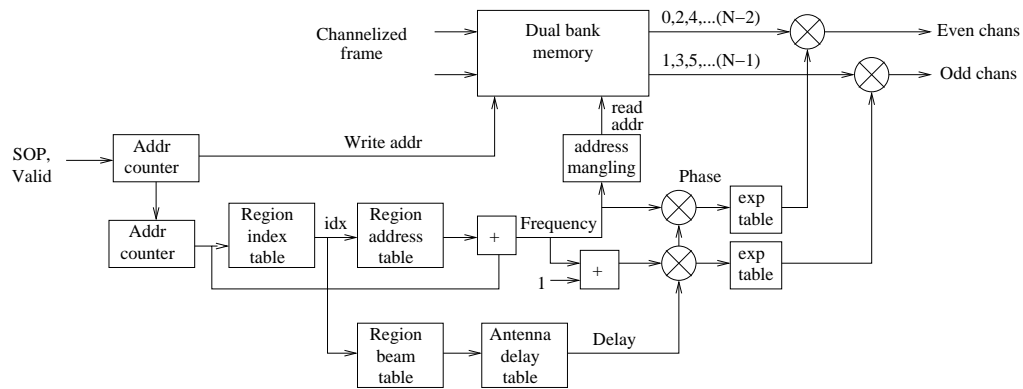 Channelized
frame
Dual bank
memory
0,2,4,...(N−2)
Even chans
1,3,5,...(N−1)
Odd chans
read
addr
SOP,
Valid
Addr
counter
Write addr
address
mangling
Phase
exp
table
Addr
counter
Region
index
table
idx
Region
address
table
+
Frequency
1
+
exp
table
Region
beam
table
Antenna
delay
table
Delay